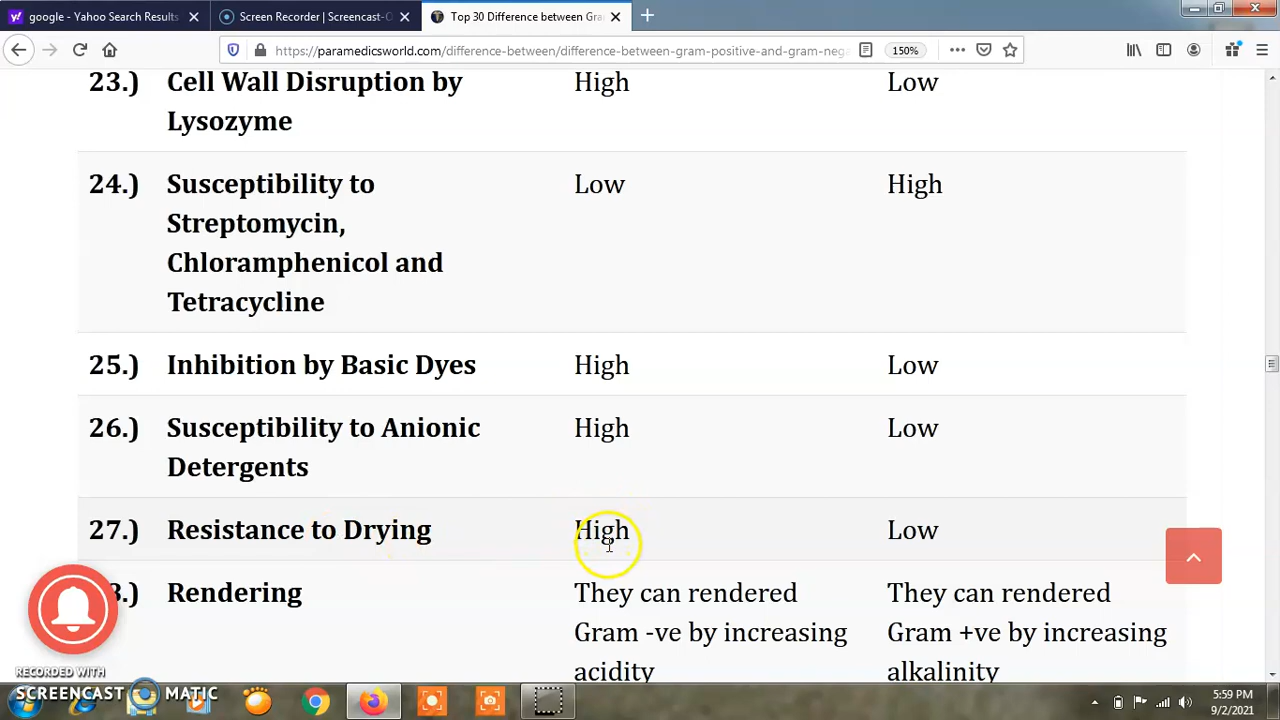 google - Yahoo Search Results
Screen Recorder | Screencast-O
Top 30 Difference between Gra
https://paramedicsworld.com/difference-between/difference-between-gram-positive-and-gram-neg
150%
23.) Cell Wall Disruption by Lysozyme High Low
24.) Susceptibility to Streptomycin, Chloramphenicol and Tetracycline Low High
25.) Inhibition by Basic Dyes High Low
26.) Susceptibility to Anionic Detergents High Low
27.) Resistance to Drying High Low
3.) Rendering They can rendered Gram -ve by increasing acidity They can rendered Gram +ve by increasing alkalinity
RECORDED WITH
SCREENCAST MATIC
5:59 PM
9/2/2021